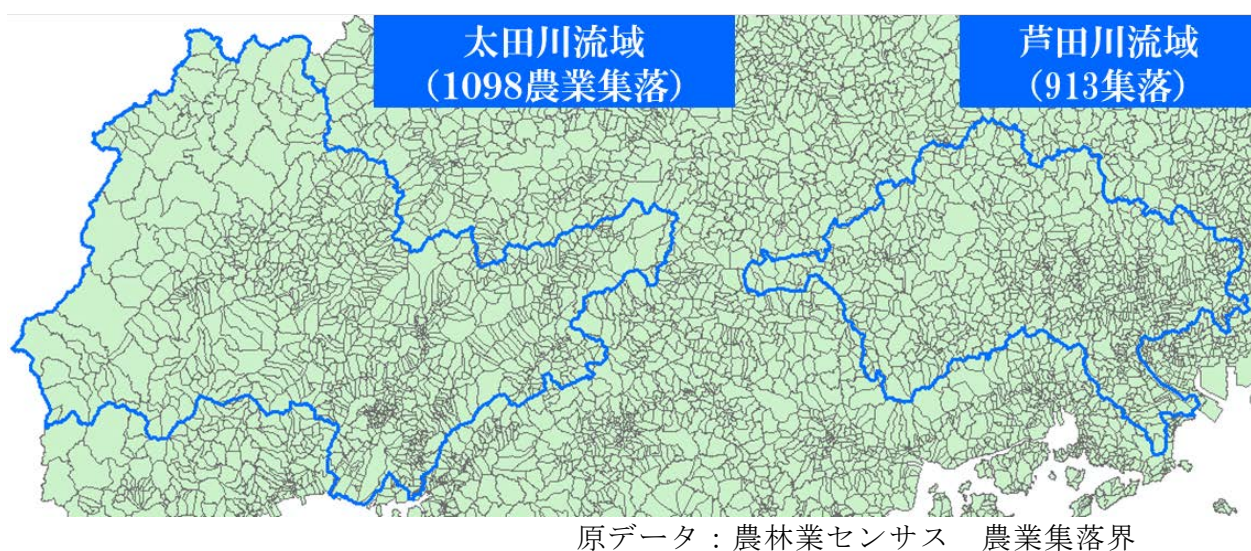 太田川流域
（1098農業集落）
芦田川流域
（913集落）
原データ：農林業センサス　農業集落界